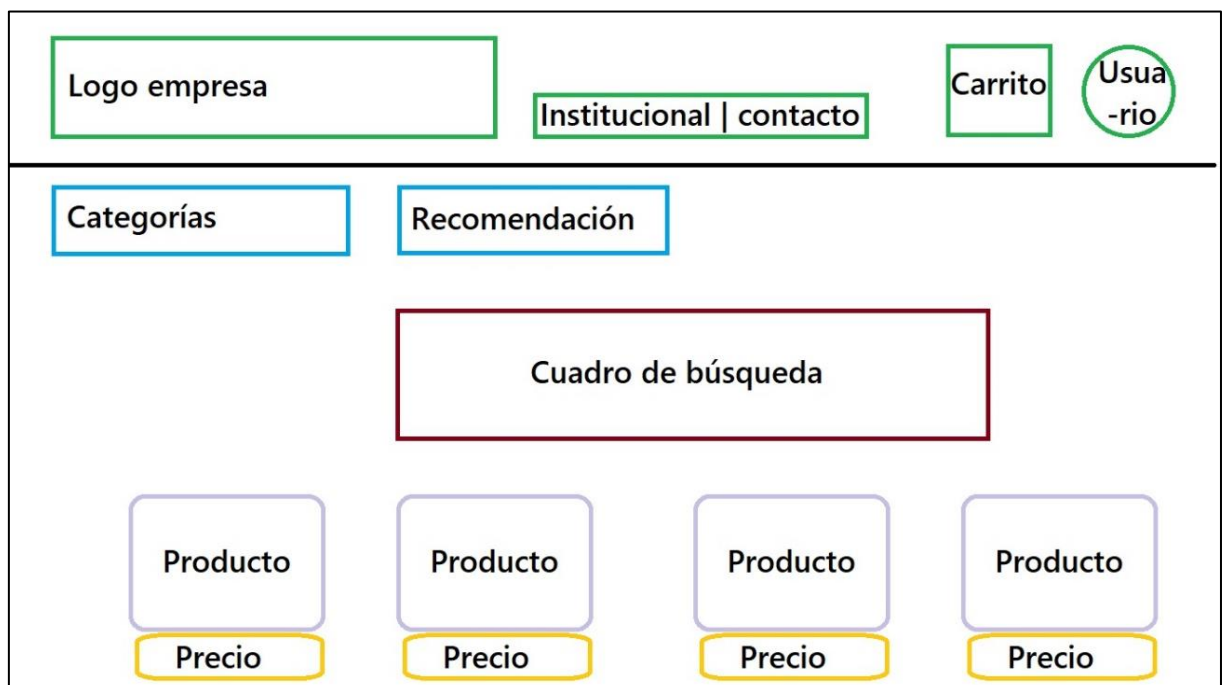 Logo empresa
Institucional | contacto
Carrito
Usua
-rio
Categorías
Recomendación
Cuadro de búsqueda
Producto
Producto
Producto
Producto
Precio
Precio
Precio
Precio